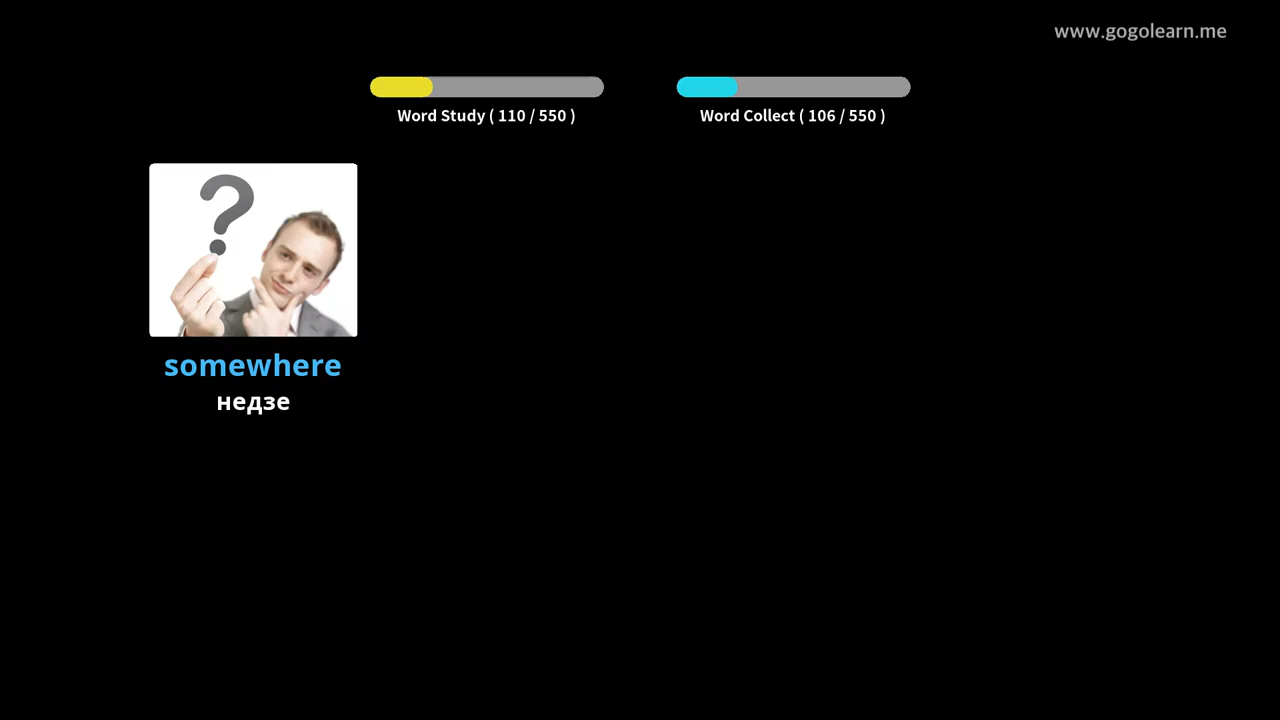 www.gogolearn.me
Word Study ( 110 / 550 )
Word Collect ( 106 / 550 )
?
somewhere
недзе